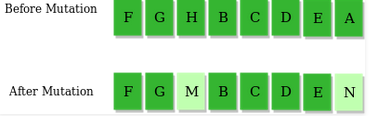 Before Mutation F G H B C D E A
After Mutation F G M B C D E N